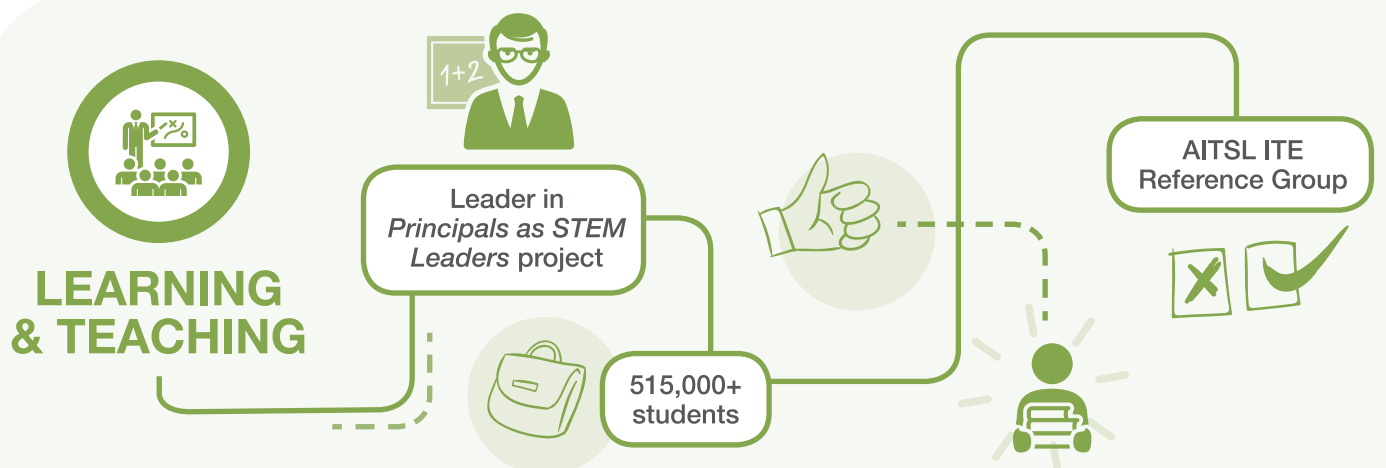 LEARNING
& TEACHING
1+2
Leader in
Principals as STEM
Leaders project
515,000+
students
AITSL ITE
Reference Group